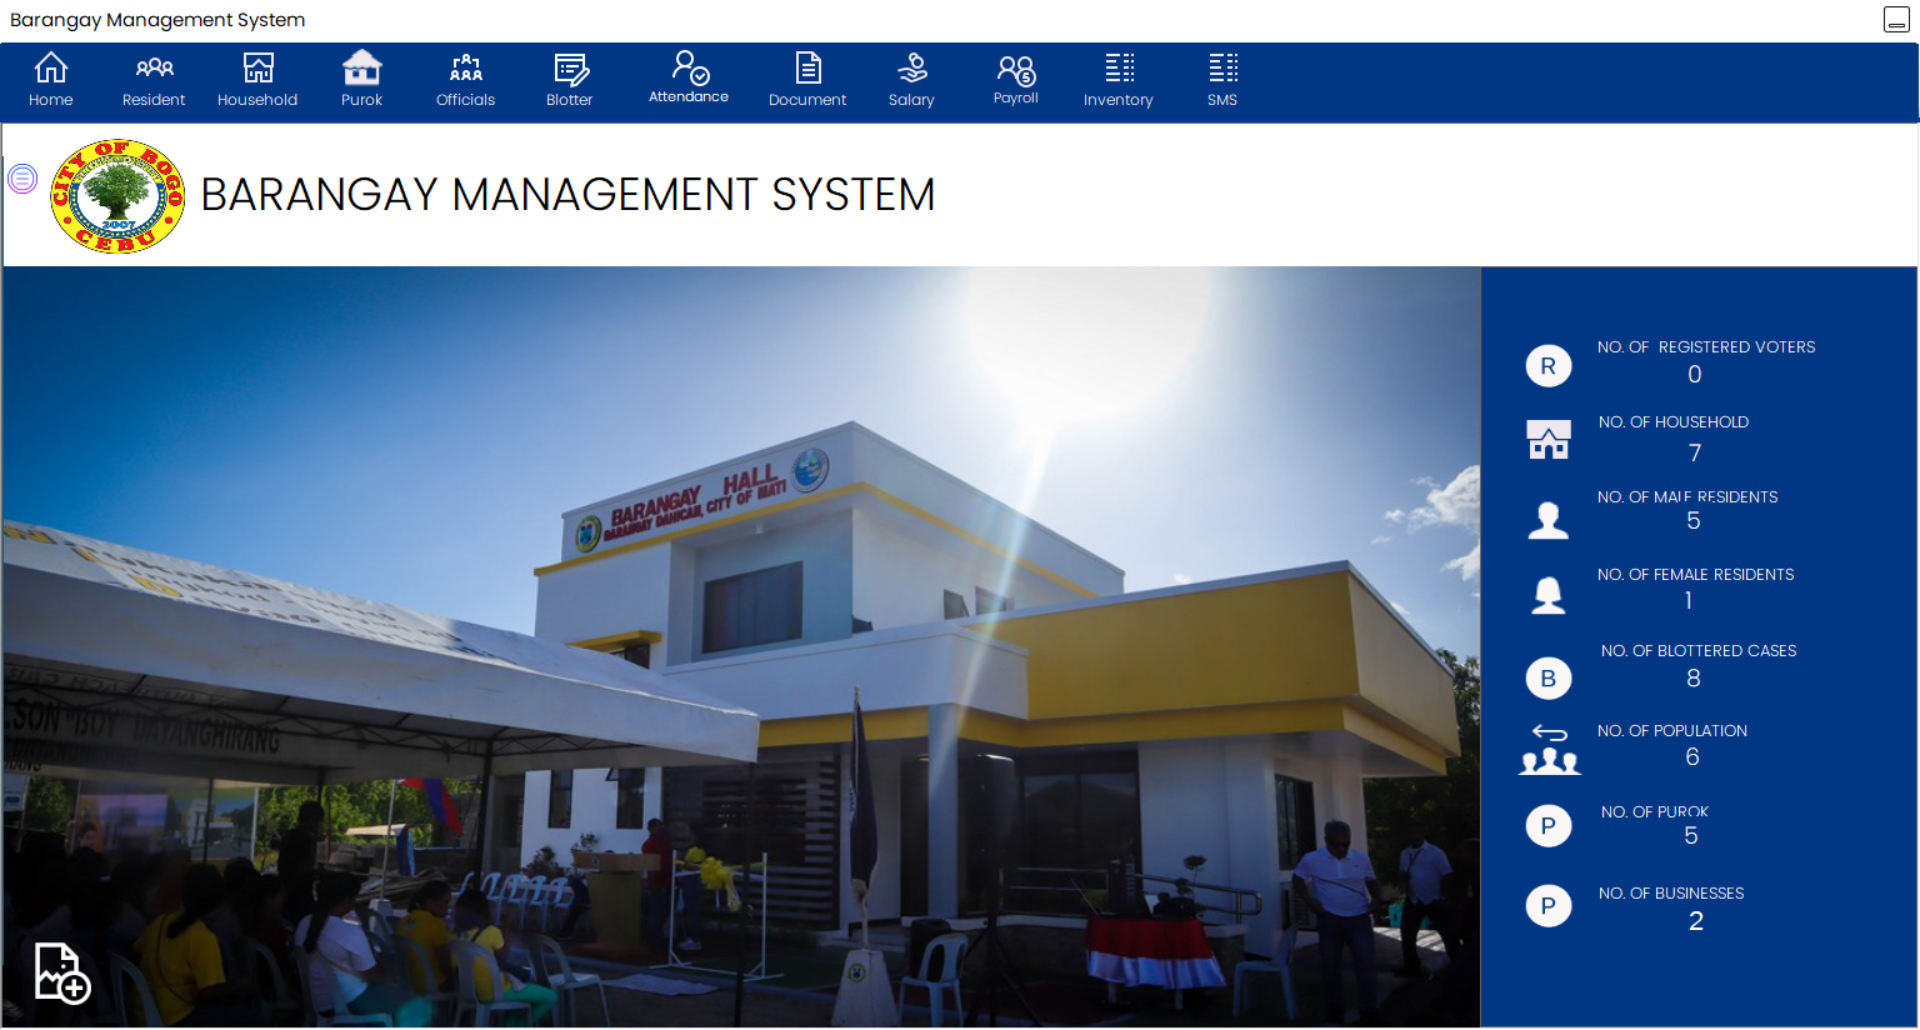 Barangay Management System
Home
Resident
Household
Purok
Officials
Blotter
Attendance
Document
Salary
Payroll
Inventory
SMS
CITY OF BOGO
2007
CEBU
BARANGAY MANAGEMENT SYSTEM
BARANGAY HALL
BARANGAY DANICAN, CITY OF MATI
SON "BOY" DAYANGHIRANG
R
NO. OF REGISTERED VOTERS
0
NO. OF HOUSEHOLD
7
NO. OF MALE RESIDENTS
5
NO. OF FEMALE RESIDENTS
1
B
NO. OF BLOTTERED CASES
8
NO. OF POPULATION
6
P
NO. OF PUROK
5
P
NO. OF BUSINESSES
2